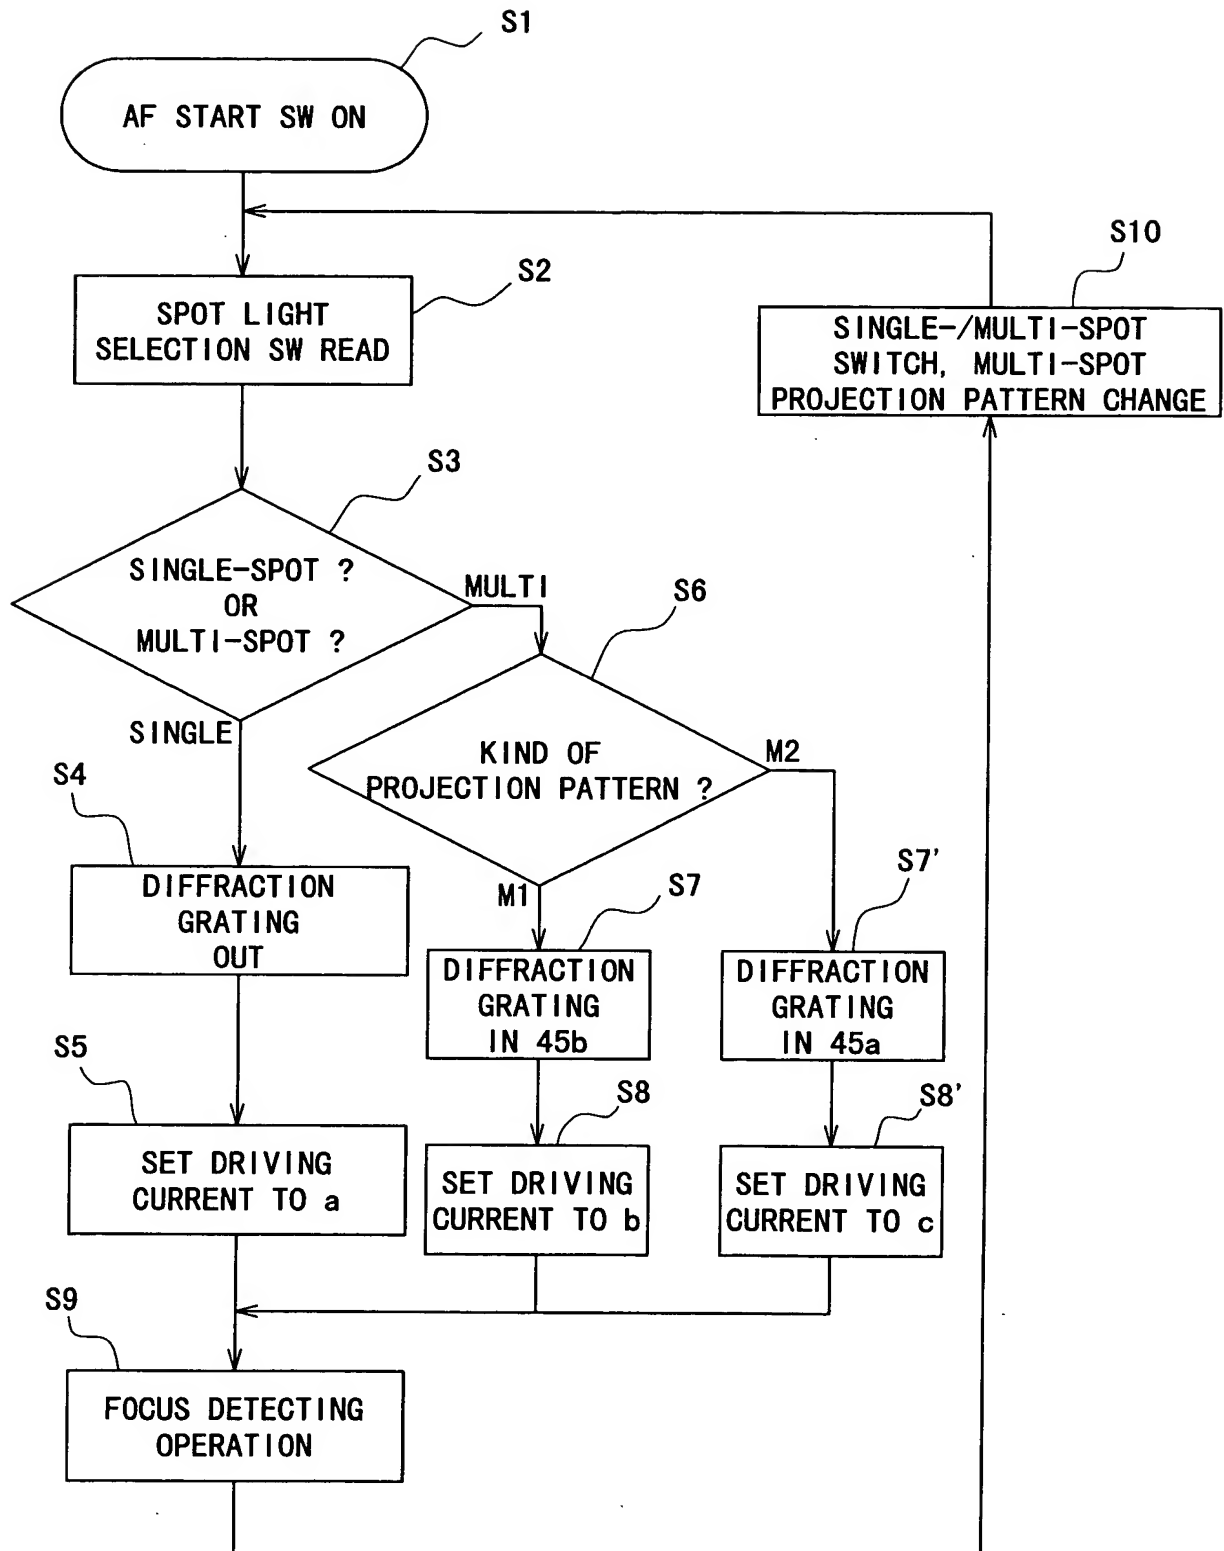 S1
AF START SW ON
S10
S2
SPOT LIGHT
SELECTION SW READ
SINGLE-/MULTI-SPOT
SWITCH, MULTI-SPOT
PROJECTION PATTERN CHANGE
S3
SINGLE-SPOT ?
OR
MULTI-SPOT ?
MULTI
SINGLE
S6
KIND OF
PROJECTION PATTERN ?
M2
M1
S4
DIFFRACTION
GRATING
OUT
S7
DIFFRACTION
GRATING
IN 45b
S7'
DIFFRACTION
GRATING
IN 45a
S5
SET DRIVING
CURRENT TO a
S8
SET DRIVING
CURRENT TO b
S8'
SET DRIVING
CURRENT TO c
S9
FOCUS DETECTING
OPERATION